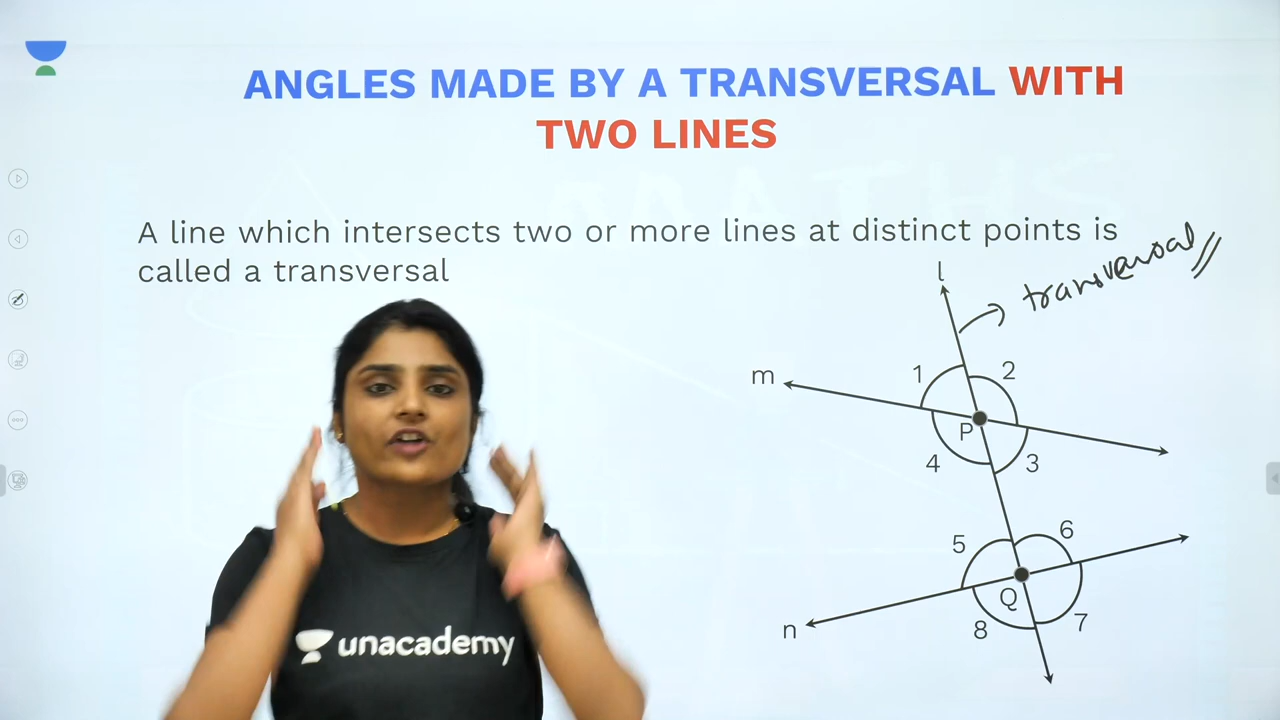 ANGLES MADE BY A TRANSVERSAL WITH
TWO LINES
A line which intersects two or more lines at distinct points is
called a transversal
l
transversal
m
1
2
P
4
3
5
6
Q
n
8
7
unacademy